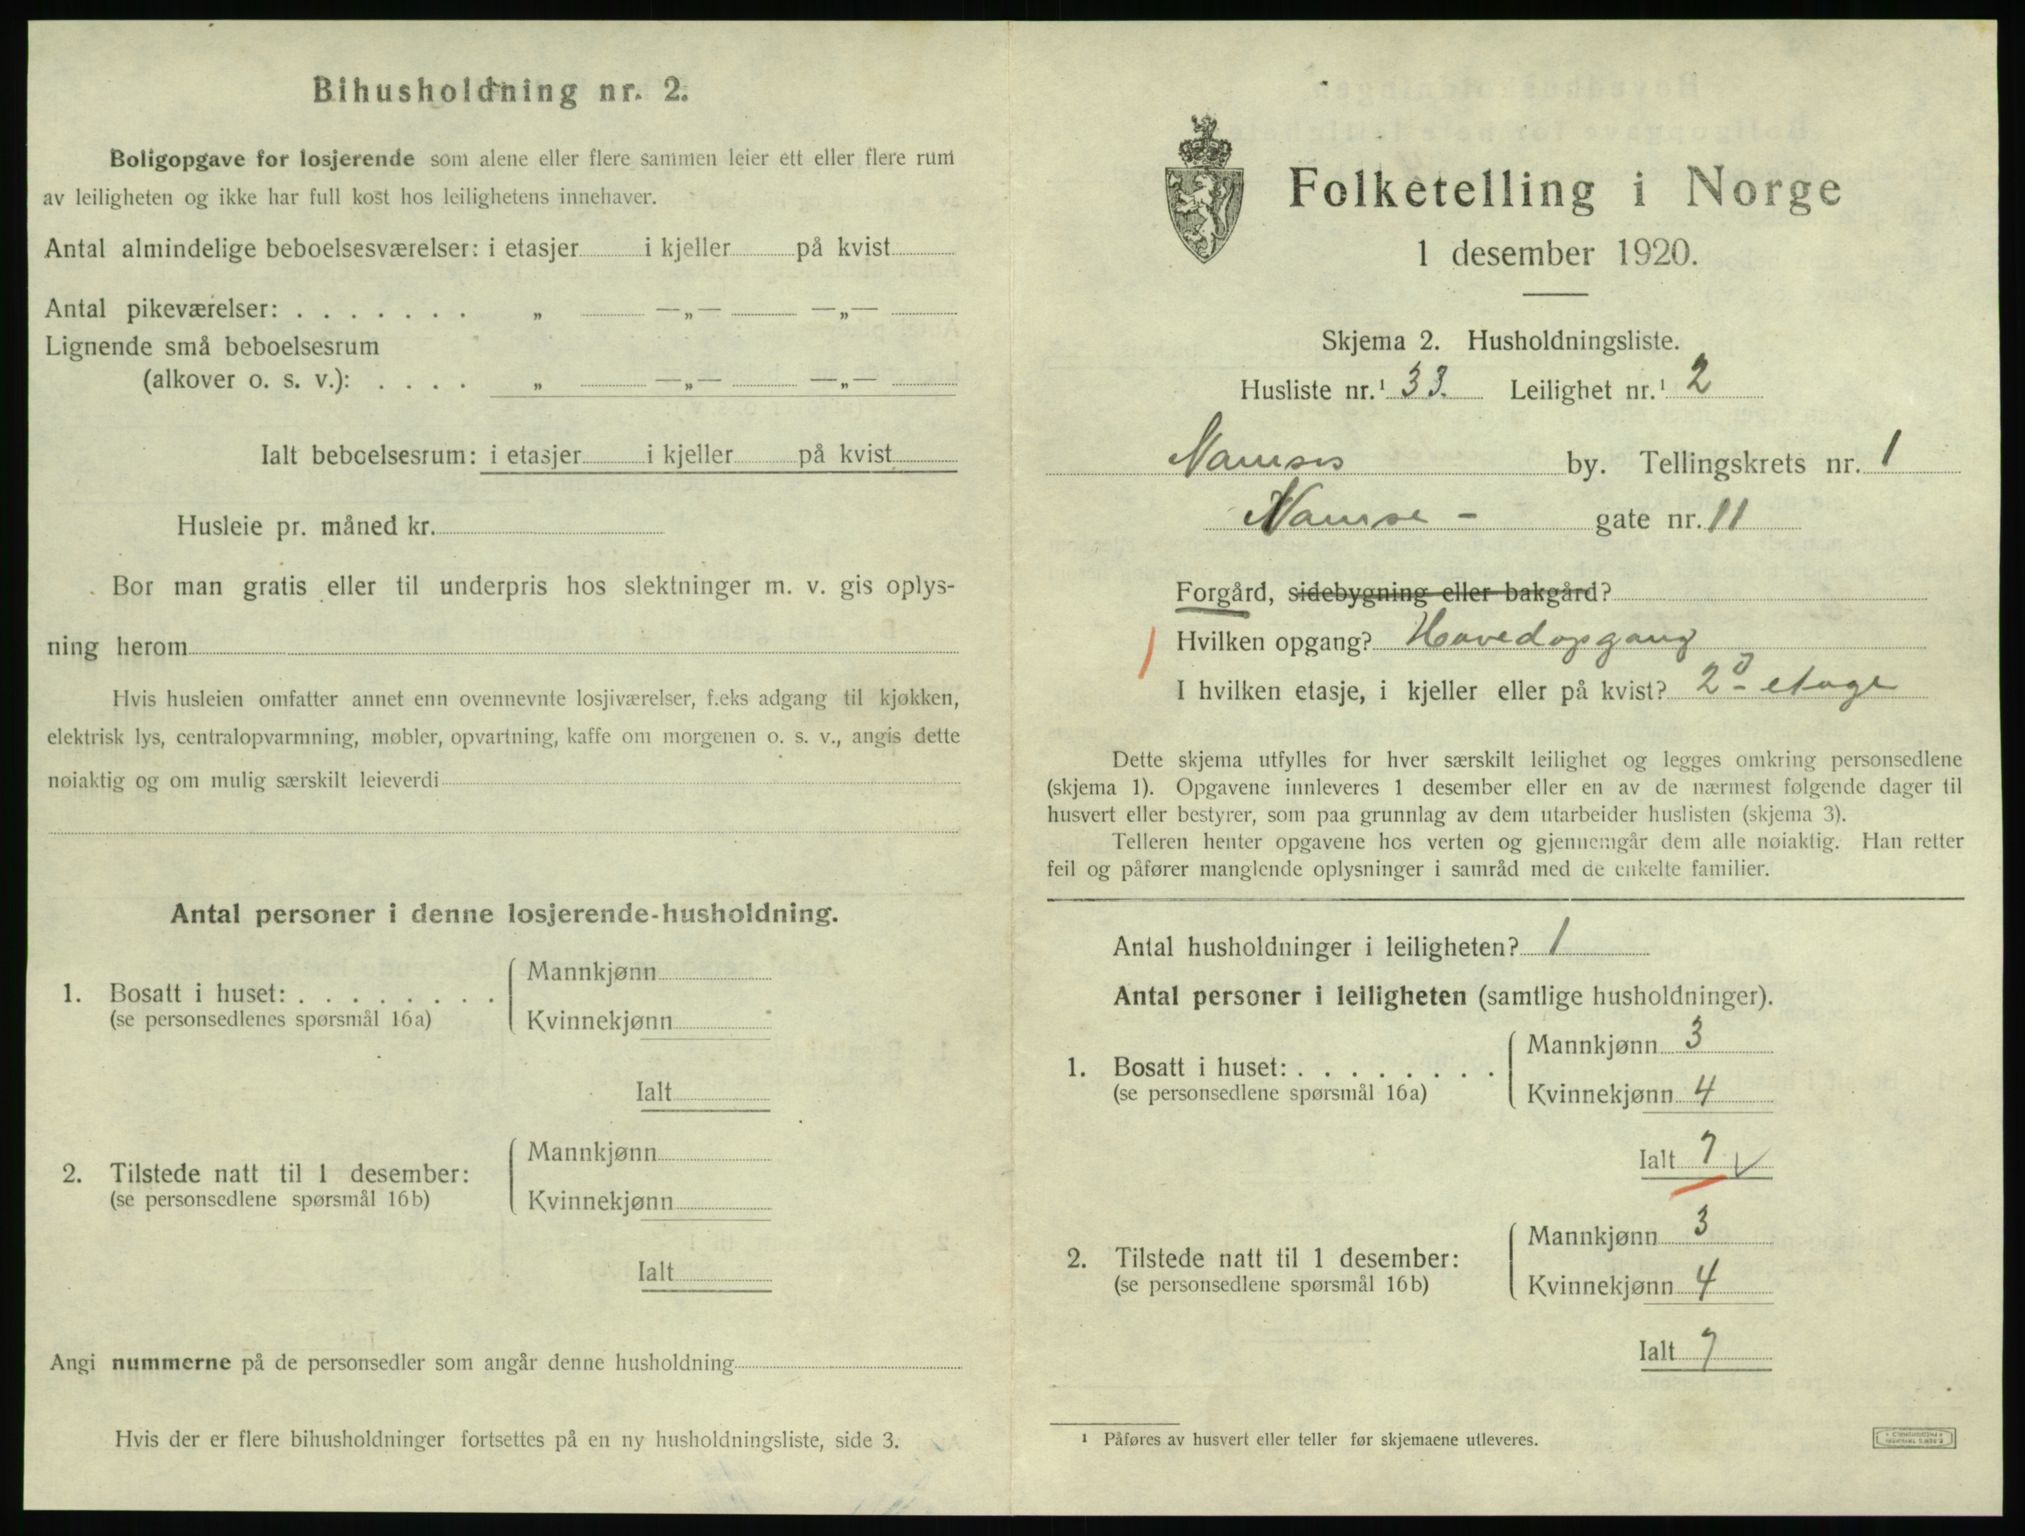 Bihusholdning nr. 2.
Boligopgave for losjerende som alene eller flere sammen leier ett eller flere rum
av leiligheten og ikke har full kost hos leilighetens innehaver.
Antal almindelige beboelsesværelser: i etasjer i kjeller på kvist
Antal pikeværelser: . . . . . . . „ —„— —„—
Lignende små beboelsesrum
(alkover o. s. v.): . . . . „ —„— —„—
Ialt beboelsesrum: i etasjer i kjeller på kvist
Husleie pr. måned kr.
Bor man gratis eller til underpris hos slektninger m. v. gis oplys-
ning herom
Hvis husleien omfatter annet enn ovennevnte losjiværelser, f.eks adgang til kjøkken,
elektrisk lys, centralopvarmning, møbler, opvartning, kaffe om morgenen o. s. v., angis dette
nøiaktig og om mulig særskilt leieverdi
Antal personer i denne losjerende-husholdning.
1. Bosatt i huset: . . . . . . . .
(se personsedlenes spørsmål 16a)
Mannkjønn
Kvinnekjønn
Ialt
2. Tilstede natt til 1 desember:
(se personsedlene spørsmål 16b)
Mannkjønn
Kvinnekjønn
Ialt
Angi nummerne på de personsedler som angår denne husholdning
Hvis der er flere bihusholdninger fortsettes på en ny husholdningsliste, side 3.
Folketelling i Norge
1 desember 1920.
Skjema 2. Husholdningsliste.
Husliste nr.¹ 33. Leilighet nr.¹ 2
Namsos by. Tellingskrets nr. 1
Namse - gate nr. 11
Forgård, sidebygning eller bakgård?
Hvilken opgang? Hovedopgang
I hvilken etasje, i kjeller eller på kvist? 2d etage
Dette skjema utfylles for hver særskilt leilighet og legges omkring personsedlene
(skjema 1). Opgavene innleveres 1 desember eller en av de nærmest følgende dager til
husvert eller bestyrer, som paa grunnlag av dem utarbeider huslisten (skjema 3).
Telleren henter opgavene hos verten og gjennemgår dem alle nøiaktig. Han retter
feil og påfører manglende oplysninger i samråd med de enkelte familier.
Antal husholdninger i leiligheten? 1
Antal personer i leiligheten (samtlige husholdninger).
1. Bosatt i huset: . . . . . . . .
(se personsedlene spørsmål 16a)
Mannkjønn 3
Kvinnekjønn 4
Ialt 7
2. Tilstede natt til 1 desember:
(se personsedlene spørsmål 16b)
Mannkjønn 3
Kvinnekjønn 4
Ialt 7
¹ Påføres av husvert eller teller før skjemaene utleveres.